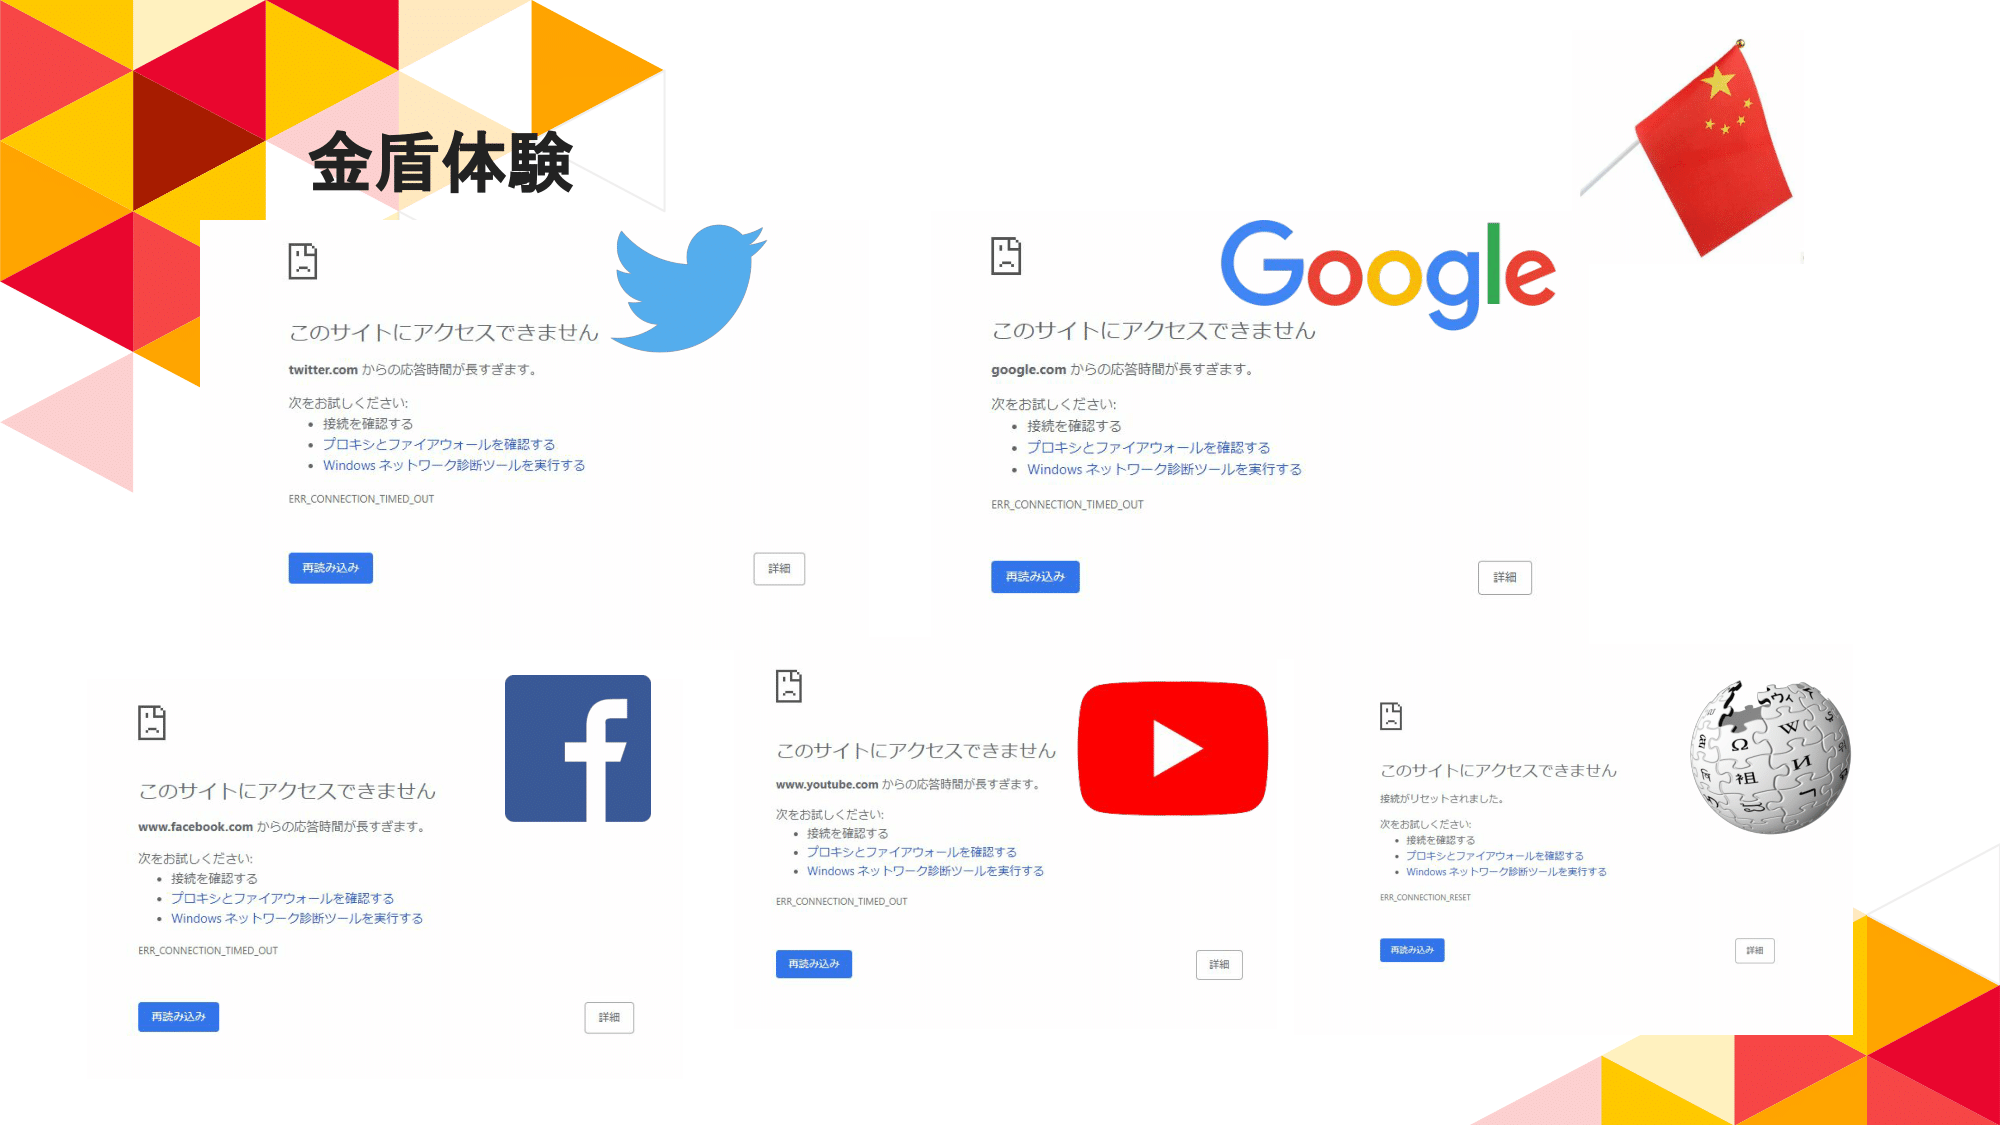 金盾体験
このサイトにアクセスできません
twitter.com からの応答時間が長すぎます。
次をお試しください:
• 接続を確認する
• プロキシとファイアウォールを確認する
• Windows ネットワーク診断ツールを実行する
ERR_CONNECTION_TIMED_OUT
再読み込み
詳細
Google
このサイトにアクセスできません
google.com からの応答時間が長すぎます。
次をお試しください:
• 接続を確認する
• プロキシとファイアウォールを確認する
• Windows ネットワーク診断ツールを実行する
ERR_CONNECTION_TIMED_OUT
再読み込み
詳細
このサイトにアクセスできません
www.facebook.com からの応答時間が長すぎます。
次をお試しください:
• 接続を確認する
• プロキシとファイアウォールを確認する
• Windows ネットワーク診断ツールを実行する
ERR_CONNECTION_TIMED_OUT
再読み込み
詳細
f
このサイトにアクセスできません
www.youtube.com からの応答時間が長すぎます。
次をお試しください:
• 接続を確認する
• プロキシとファイアウォールを確認する
• Windows ネットワーク診断ツールを実行する
ERR_CONNECTION_TIMED_OUT
再読み込み
詳細
このサイトにアクセスできません
接続がリセットされました。
次をお試しください:
• 接続を確認する
• プロキシとファイアウォールを確認する
• Windows ネットワーク診断ツールを実行する
ERR_CONNECTION_RESET
再読み込み
詳細
Ω W 祖 И